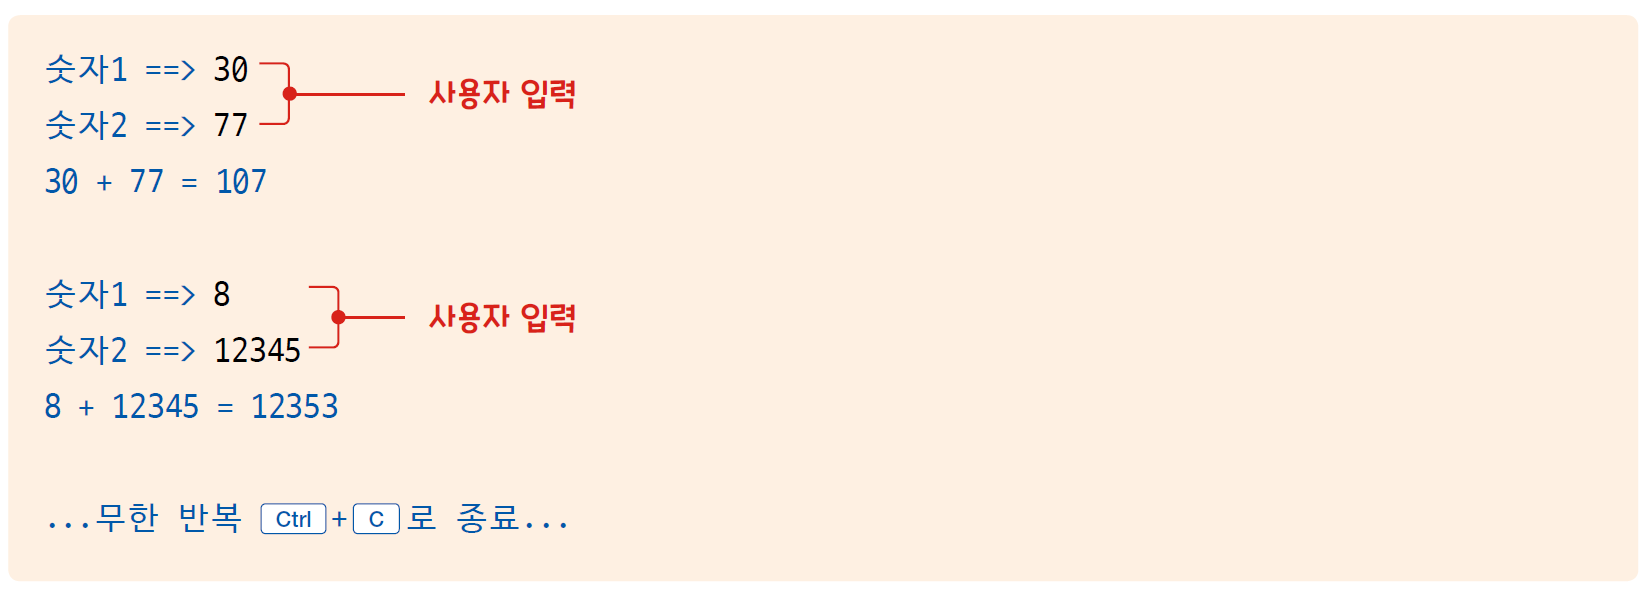 숫자1 ==> 30
사용자 입력
숫자2 ==> 77
30 + 77 = 107
숫자1 ==> 8
사용자 입력
숫자2 ==> 12345
8 + 12345 = 12353
...무한 반복 Ctrl + C 로 종료...